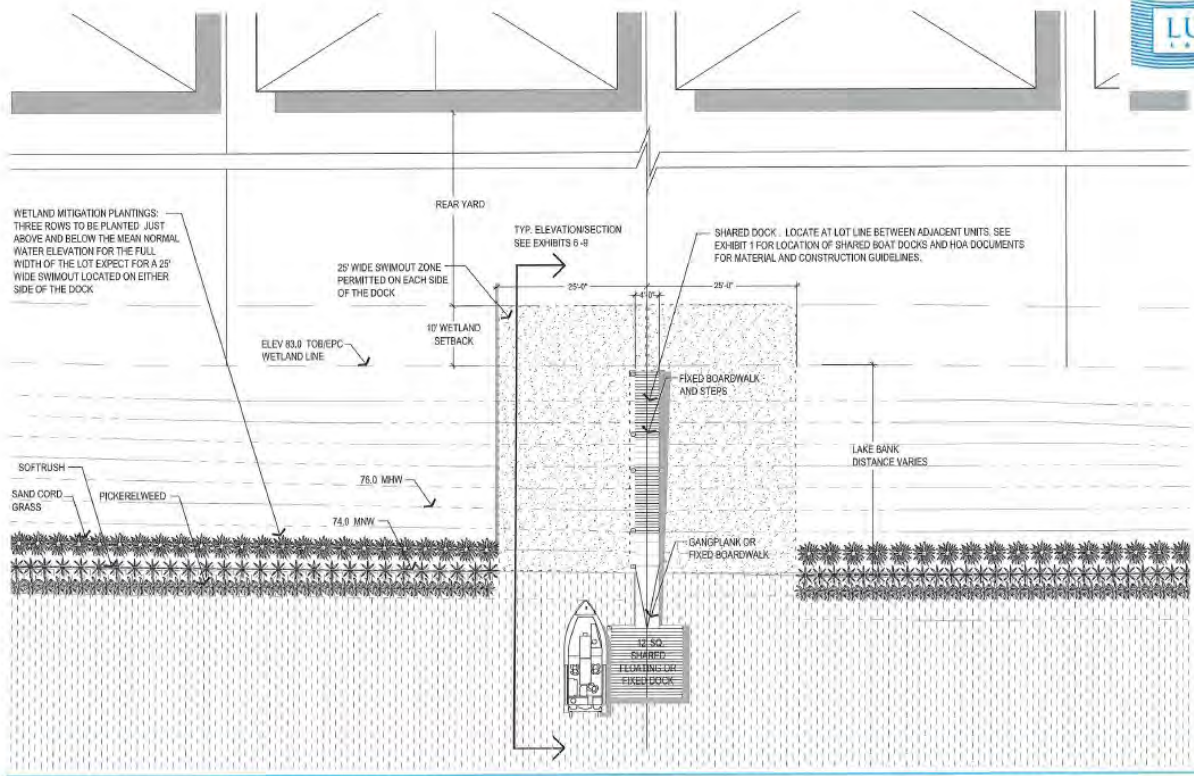 LU
REAR YARD
WETLAND MITIGATION PLANTINGS:
THREE ROWS TO BE PLANTED JUST
ABOVE AND BELOW THE MEAN NORMAL
WATER ELEVATION FOR THE FULL
WIDTH OF THE LOT EXPECT FOR A 25'
WIDE SWIMOUT LOCATED ON EITHER
SIDE OF THE DOCK
TYP. ELEVATION/SECTION
SEE EXHIBITS 6 -9
SHARED DOCK . LOCATE AT LOT LINE BETWEEN ADJACENT UNITS. SEE
EXHIBIT 1 FOR LOCATION OF SHARED BOAT DOCKS AND HOA DOCUMENTS
FOR MATERIAL AND CONSTRUCTION GUIDELINES.
25' WIDE SWIMOUT ZONE
PERMITTED ON EACH SIDE
OF THE DOCK
25'-0"
4'-0"
25'-0"
10' WETLAND
SETBACK
ELEV 83.0 TOB/EPC
WETLAND LINE
FIXED BOARDWALK
AND STEPS
LAKE BANK
DISTANCE VARIES
SOFTRUSH
SAND CORD
GRASS
PICKERELWEED
76.0 MHW
74.0 MNW
GANGPLANK OR
FIXED BOARDWALK
12' SQ.
SHARED
FLOATING OR
FIXED DOCK